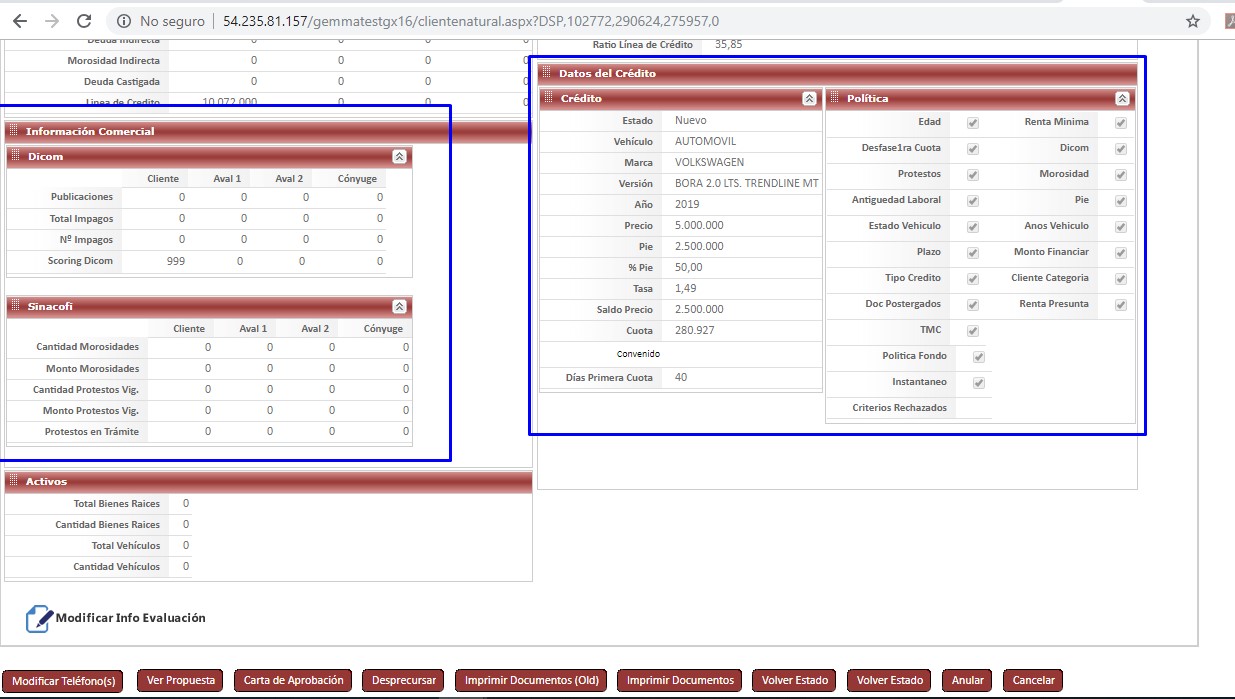 No seguro | 54.235.81.157/gemmatestgx16/clientenatural.aspx?DSP,102772,290624,275957,0
Deuda Indirecta 0 0 0 0
Morosidad Indirecta 0 0 0 0
Deuda Castigada 0 0 0 0
Linea de Credito 10.072.000 0 0 0
Información Comercial
Dicom
Cliente Aval 1 Aval 2 Cónyuge
Publicaciones 0 0 0 0
Total Impagos 0 0 0 0
Nº Impagos 0 0 0 0
Scoring Dicom 999 0 0 0
Sinacofi
Cliente Aval 1 Aval 2 Cónyuge
Cantidad Morosidades 0 0 0 0
Monto Morosidades 0 0 0 0
Cantidad Protestos Vig. 0 0 0 0
Monto Protestos Vig. 0 0 0 0
Protestos en Trámite 0 0 0 0
Activos
Total Bienes Raices 0
Cantidad Bienes Raices 0
Total Vehículos 0
Cantidad Vehículos 0
Modificar Info Evaluación
Ratio Línea de Crédito 35,85
Datos del Crédito
Crédito
Estado Nuevo
Vehículo AUTOMOVIL
Marca VOLKSWAGEN
Versión BORA 2.0 LTS. TRENDLINE MT
Año 2019
Precio 5.000.000
Pie 2.500.000
% Pie 50,00
Tasa 1,49
Saldo Precio 2.500.000
Cuota 280.927
Convenido
Días Primera Cuota 40
Política
Edad Renta Minima
Desfase1ra Cuota Dicom
Protestos Morosidad
Antiguedad Laboral Pie
Estado Vehiculo Anos Vehiculo
Plazo Monto Financiar
Tipo Credito Cliente Categoria
Doc Postergados Renta Presunta
TMC
Politica Fondo
Instantaneo
Criterios Rechazados
Modificar Teléfono(s) Ver Propuesta Carta de Aprobación Desprecursar Imprimir Documentos (Old) Imprimir Documentos Volver Estado Volver Estado Anular Cancelar